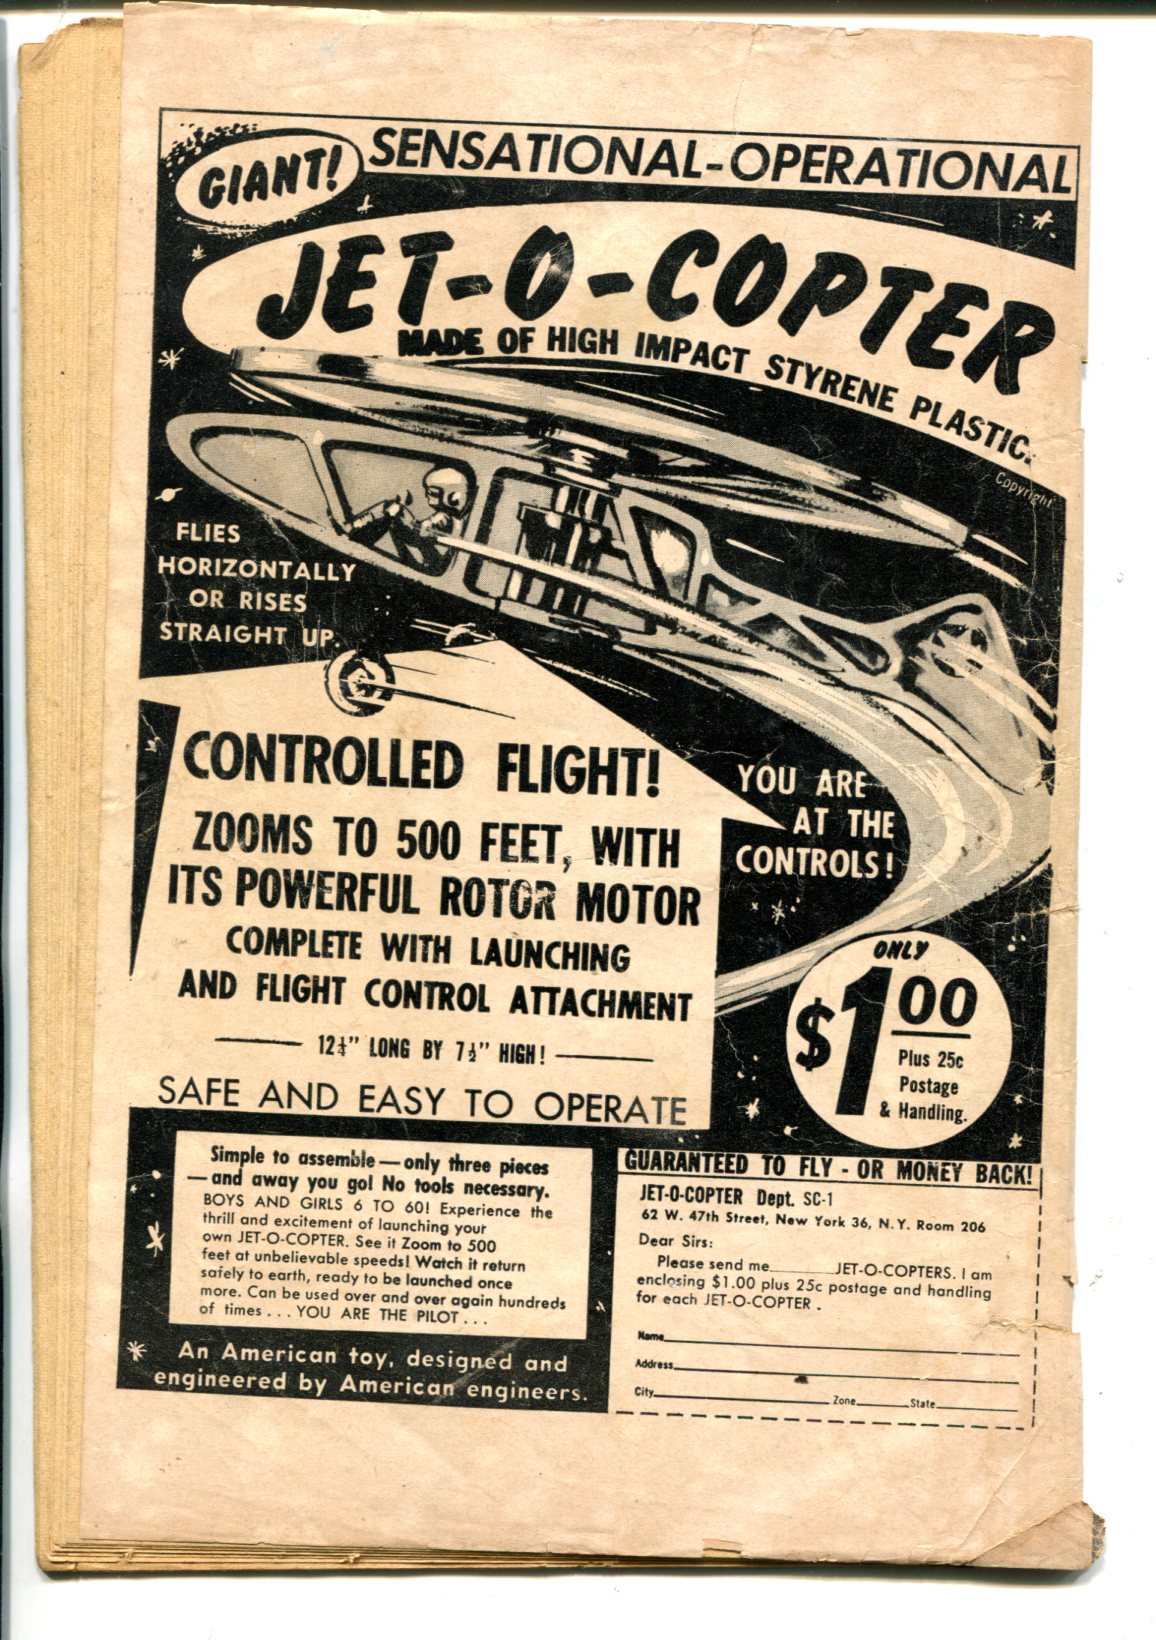 GIANT!
SENSATIONAL-OPERATIONAL
JET-O-COPTER
MADE OF HIGH IMPACT STYRENE PLASTIC.
Copyright
FLIES
HORIZONTALLY
OR RISES
STRAIGHT UP.
CONTROLLED FLIGHT!
ZOOMS TO 500 FEET, WITH
ITS POWERFUL ROTOR MOTOR
COMPLETE WITH LAUNCHING
AND FLIGHT CONTROL ATTACHMENT
12¼" LONG BY 7½" HIGH!
SAFE AND EASY TO OPERATE
YOU ARE
AT THE
CONTROLS!
ONLY
$1.00
Plus 25c
Postage
& Handling.
Simple to assemble—only three pieces
—and away you go! No tools necessary.
BOYS AND GIRLS 6 TO 60! Experience the
thrill and excitement of launching your
own JET-O-COPTER. See it Zoom to 500
feet at unbelievable speeds! Watch it return
safely to earth, ready to be launched once
more. Can be used over and over again hundreds
of times . . . YOU ARE THE PILOT . . .
An American toy, designed and
engineered by American engineers.
GUARANTEED TO FLY - OR MONEY BACK!
JET-O-COPTER Dept. SC-1
62 W. 47th Street, New York 36, N.Y. Room 206
Dear Sirs:
Please send me________JET-O-COPTERS. I am
enclosing $1.00 plus 25c postage and handling
for each JET-O-COPTER .
Name
Address
City Zone State